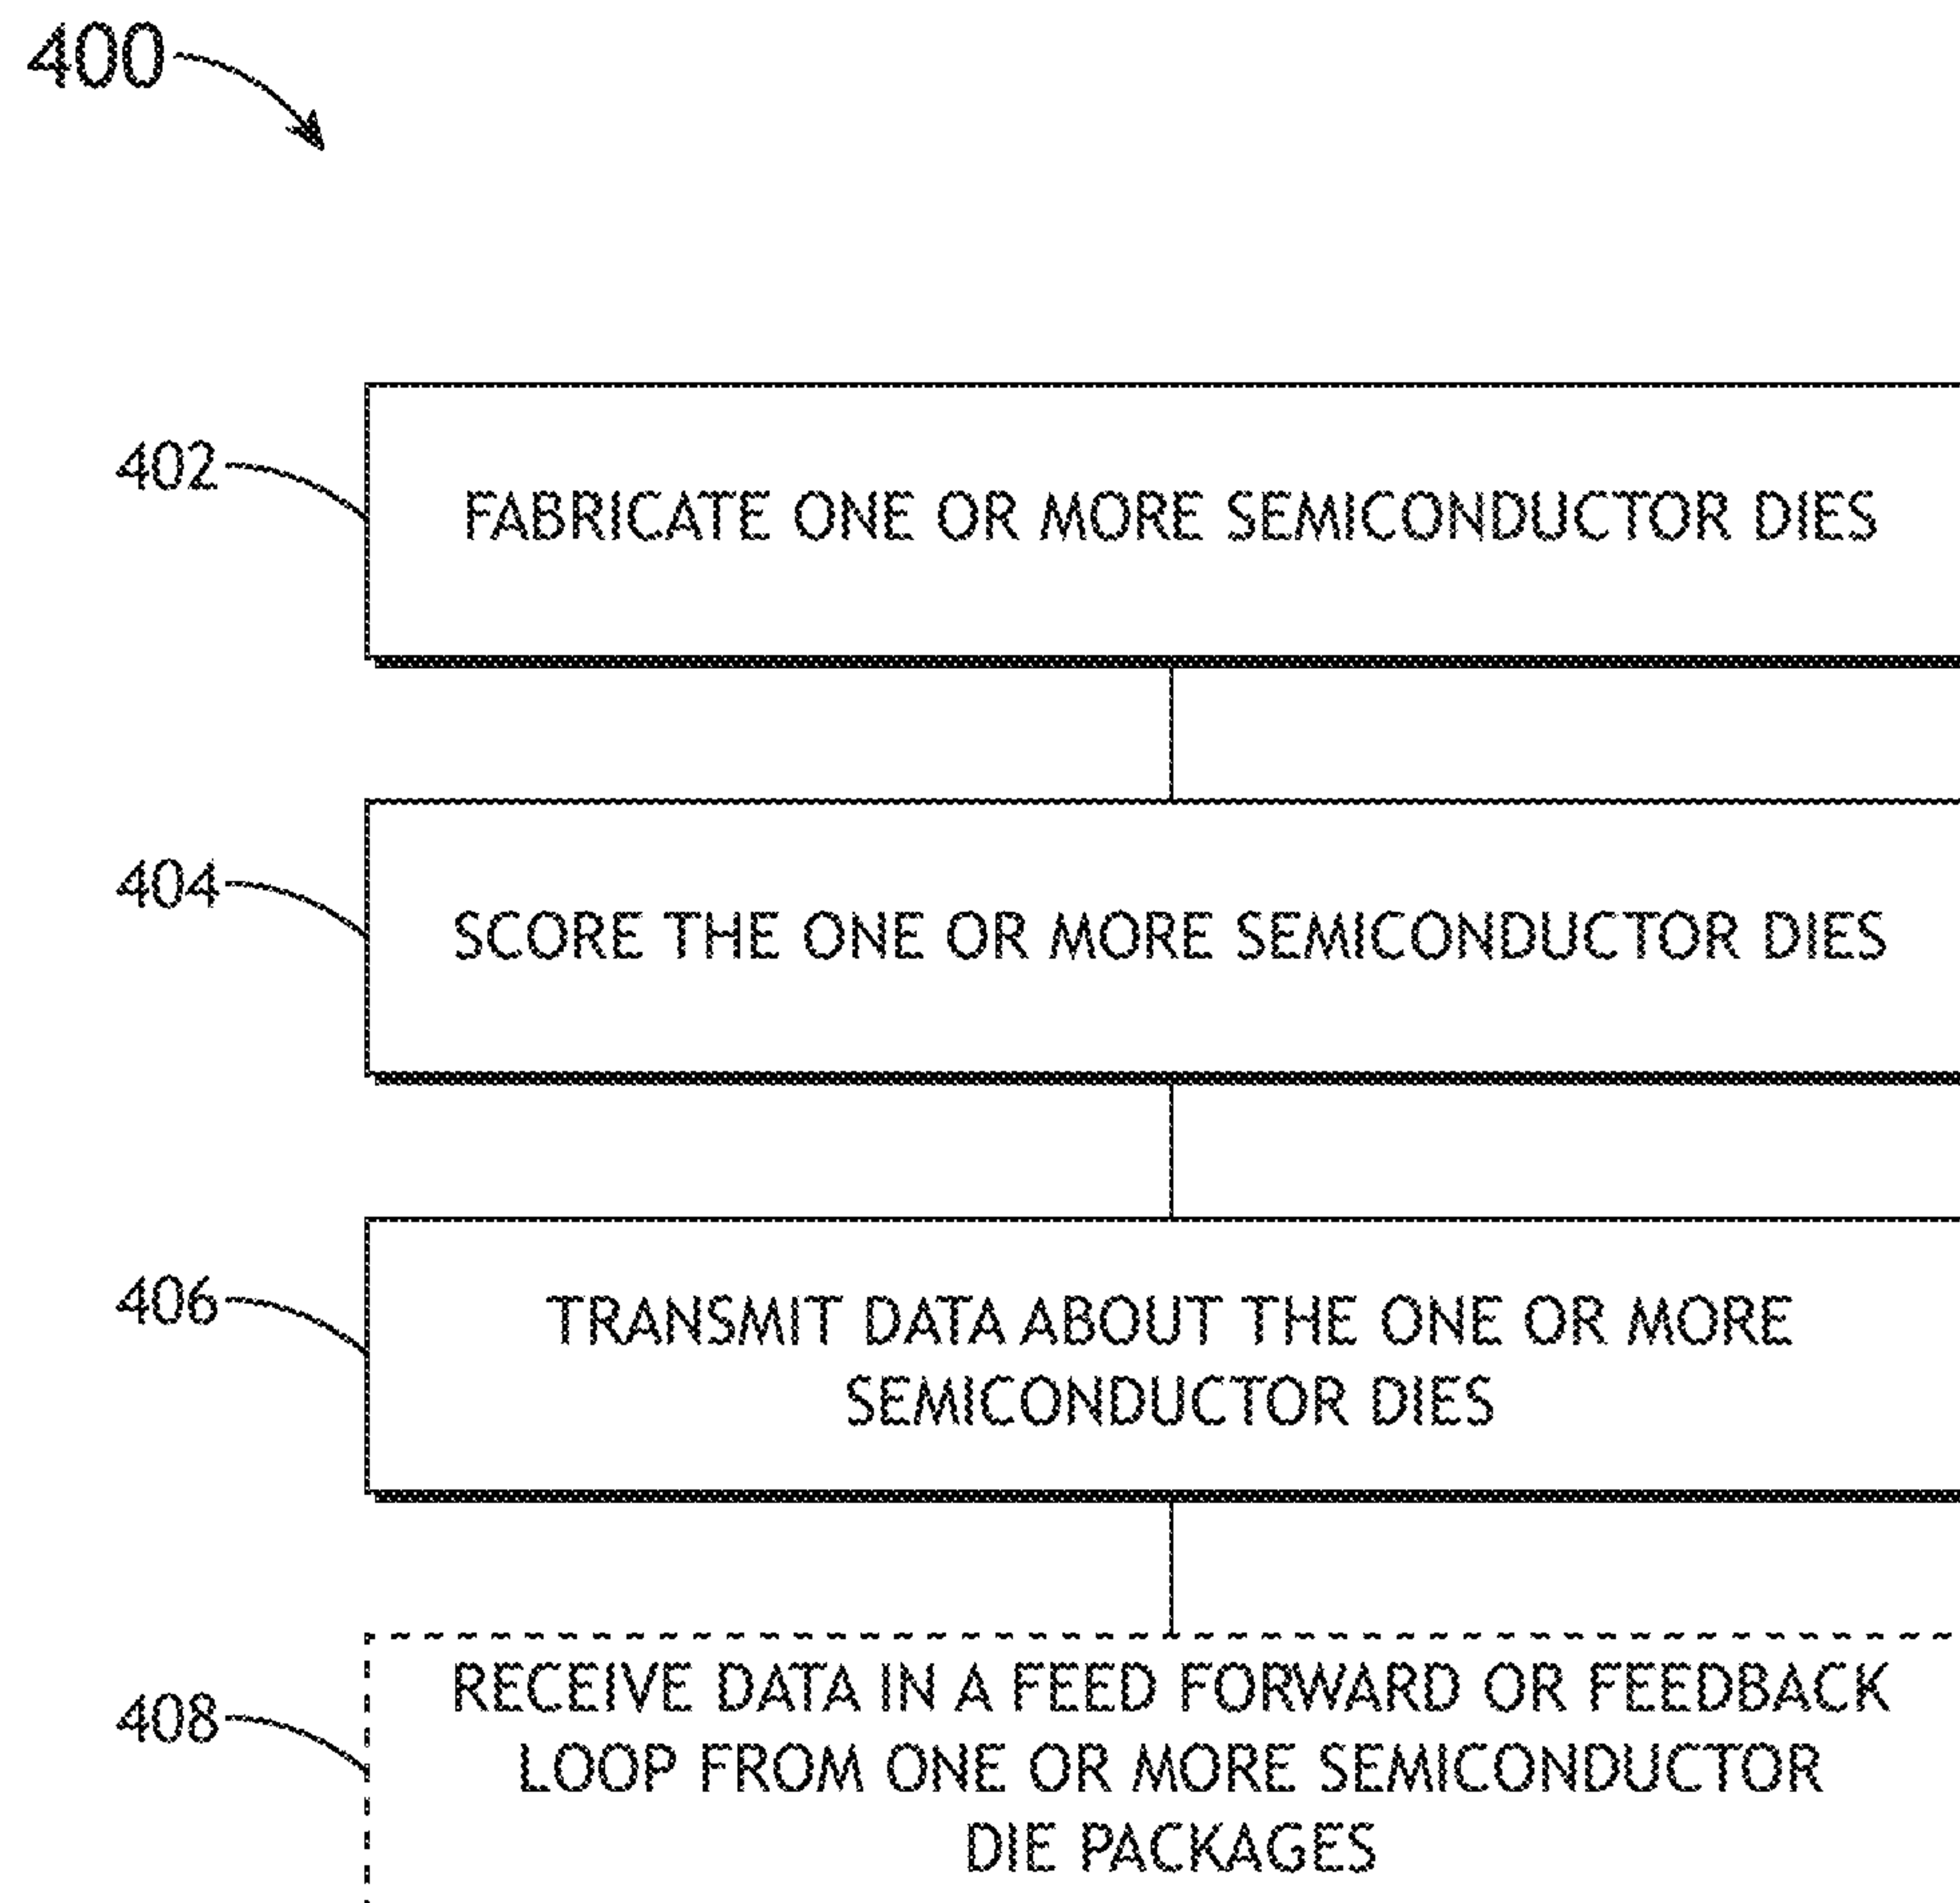 400
402
FABRICATE ONE OR MORE SEMICONDUCTOR DIES
404
SCORE THE ONE OR MORE SEMICONDUCTOR DIES
406
TRANSMIT DATA ABOUT THE ONE OR MORE
SEMICONDUCTOR DIES
408
RECEIVE DATA IN A FEED FORWARD OR FEEDBACK
LOOP FROM ONE OR MORE SEMICONDUCTOR
DIE PACKAGES